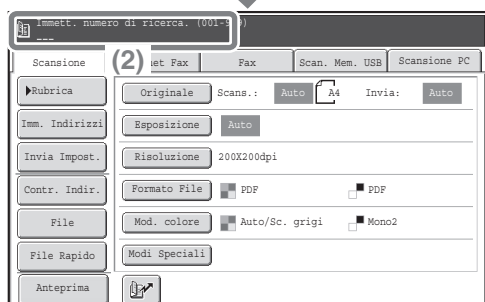 Immett. numero di ricerca. (001-999)
---
Scansione (2) net Fax Fax Scan. Mem. USB Scansione PC
Rubrica Originale Scans.: Auto A4 Invia: Auto
Imm. Indirizzi Esposizione Auto
Invia Impost. Risoluzione 200X200dpi
Contr. Indir. Formato File PDF PDF
File Mod. colore Auto/Sc. grigi Mono2
File Rapido Modi Speciali
Anteprima